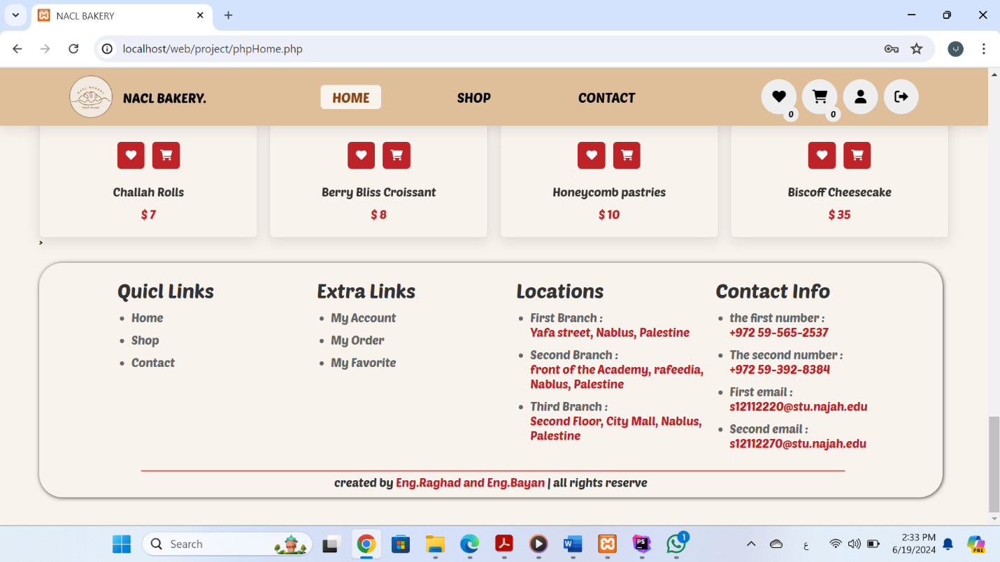 NACL BAKERY
localhost/web/project/phpHome.php
NACL BAKERY
NACL BAKERY.
HOME
SHOP
CONTACT
0
0
Challah Rolls
$ 7
Berry Bliss Croissant
$ 8
Honeycomb pastries
$ 10
Biscoff Cheesecake
$ 35
>
Quicl Links
Home
Shop
Contact
Extra Links
My Account
My Order
My Favorite
Locations
First Branch :
Yafa street, Nablus, Palestine
Second Branch :
front of the Academy, rafeedia,
Nablus, Palestine
Third Branch :
Second Floor, City Mall, Nablus,
Palestine
Contact Info
the first number :
+972 59-565-2537
The second number :
+972 59-392-8384
First email :
s12112220@stu.najah.edu
Second email :
s12112270@stu.najah.edu
created by Eng.Raghad and Eng.Bayan | all rights reserve
Search
W
PS
1
ع
2:33 PM
6/19/2024
PRE